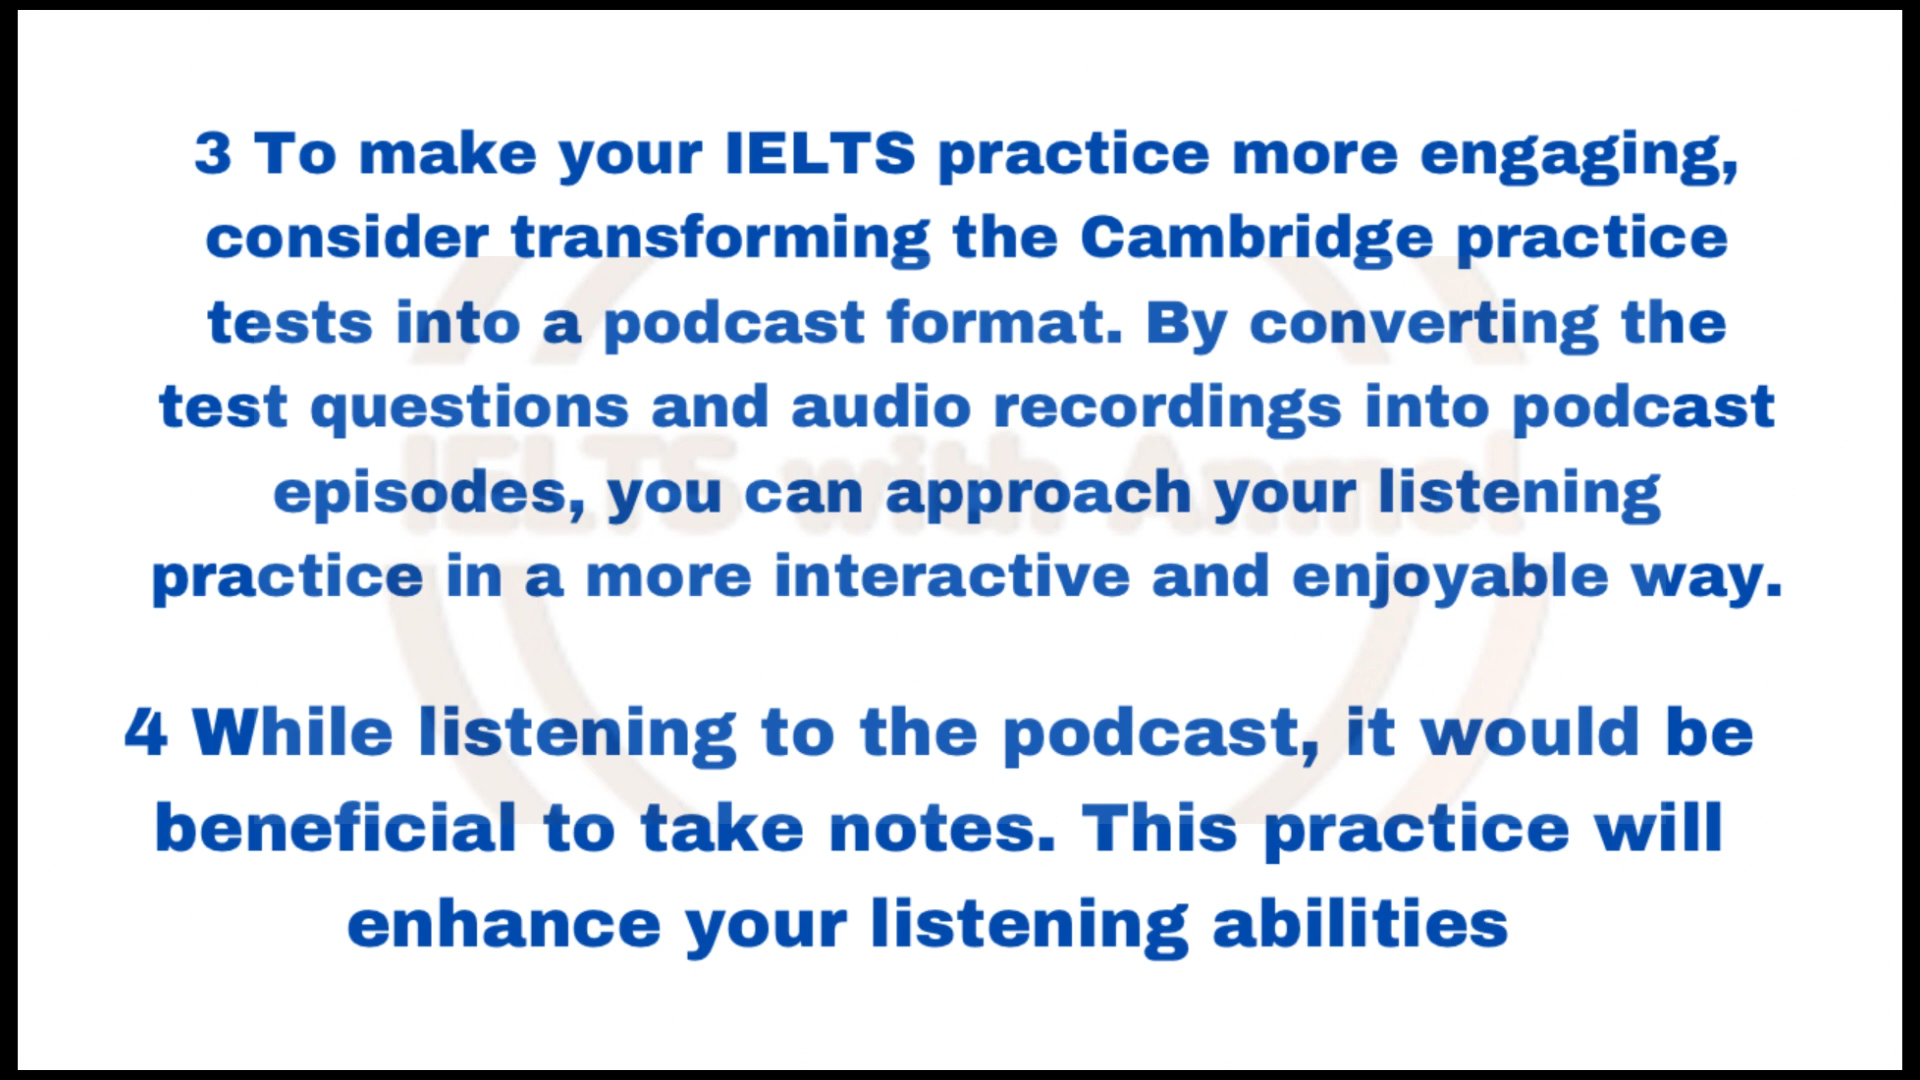 3 To make your IELTS practice more engaging,
consider transforming the Cambridge practice
tests into a podcast format. By converting the
test questions and audio recordings into podcast
episodes, you can approach your listening
practice in a more interactive and enjoyable way.
4 While listening to the podcast, it would be
beneficial to take notes. This practice will
enhance your listening abilities
IELTS with Anmol